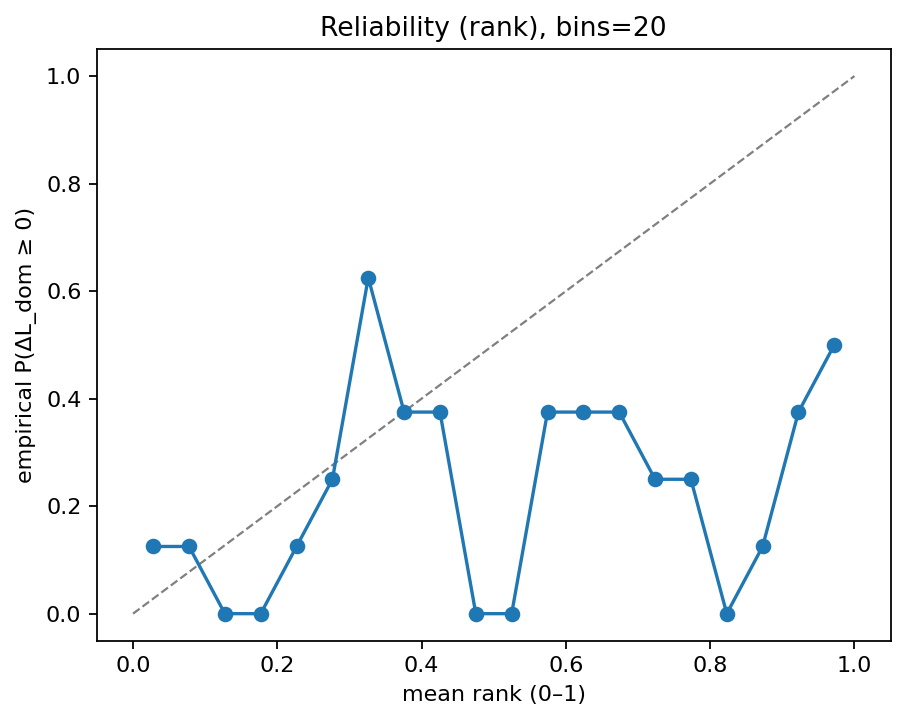 Reliability (rank), bins=20
1.0
0.8
0.6
0.4
0.2
0.0
empirical P(ΔL_dom ≥ 0)
0.0 0.2 0.4 0.6 0.8 1.0
mean rank (0–1)